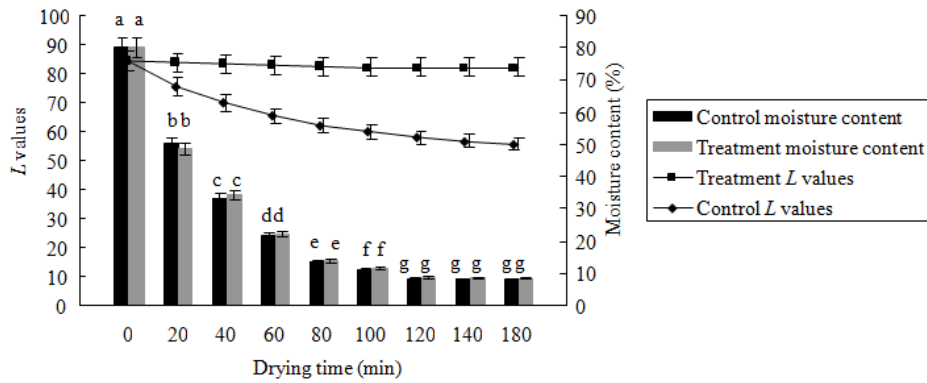 100
90
80
70
60
50
40
30
20
10
0
L values
a a
b b
c c
d d
e e
f f
g g
g g
g g
90
80
70
60
50
40
30
20
10
0
Moisture content (%)
0 20 40 60 80 100 120 140 180
Drying time (min)
Control moisture content
Treatment moisture content
Treatment L values
Control L values